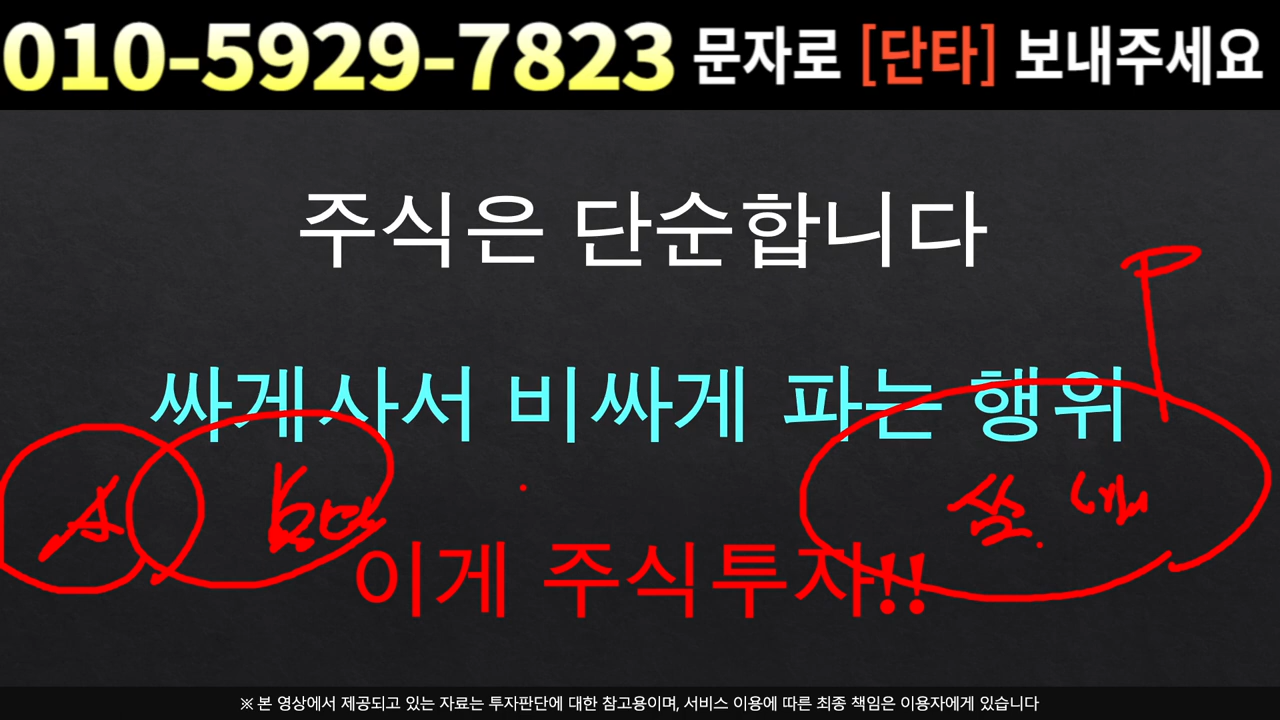 010-5929-7823 문자로 [단타] 보내주세요
주식은 단순합니다
싸게사서 비싸게 파는 행위
이게 주식투자!!
※ 본 영상에서 제공되고 있는 자료는 투자판단에 대한 참고용이며, 서비스 이용에 따른 최종 책임은 이용자에게 있습니다